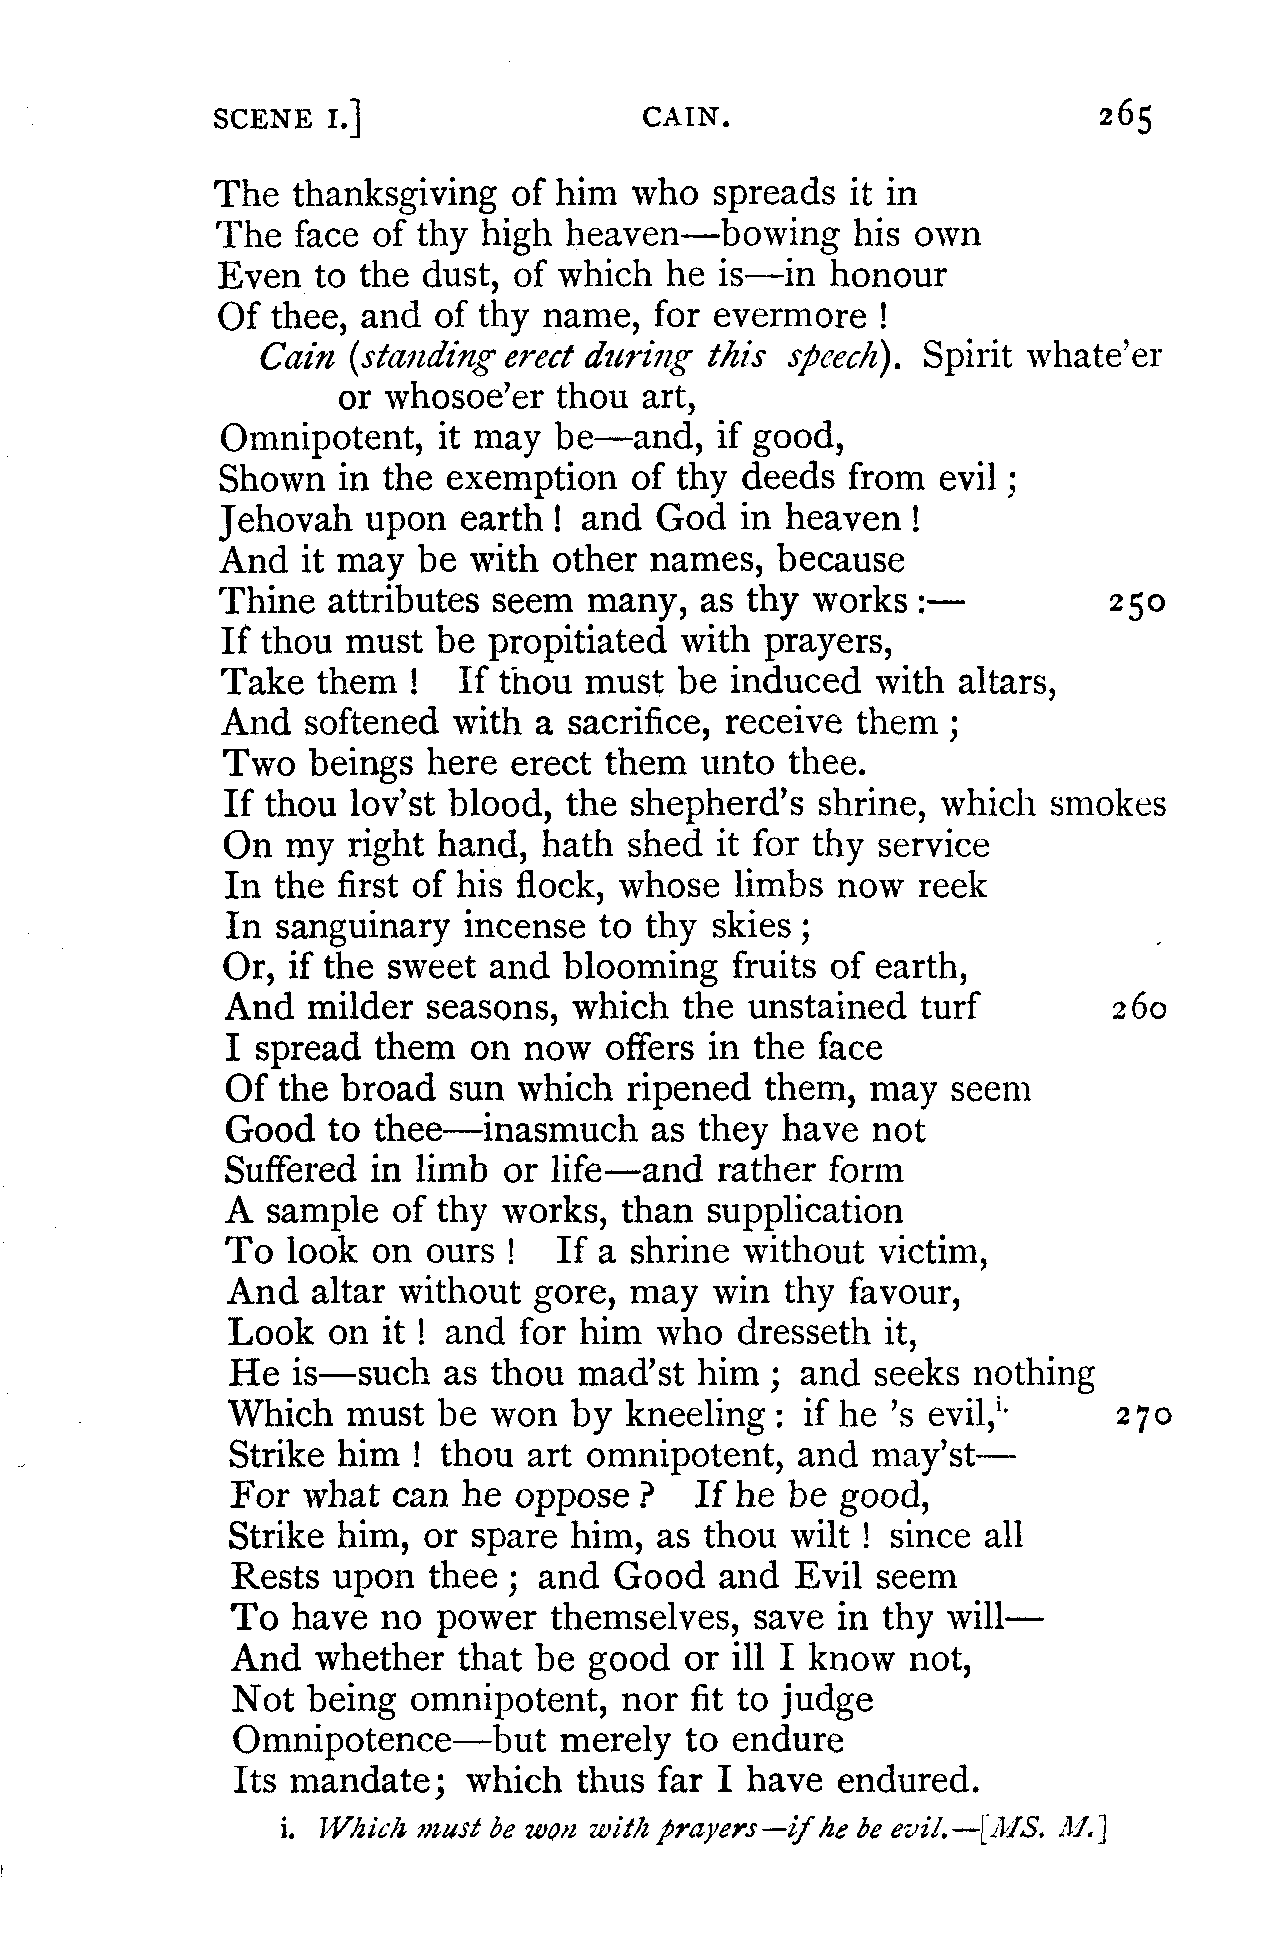 SCENE I.] CAIN. 265
The thanksgiving of him who spreads it in
The face of thy high heaven—bowing his own
Even to the dust, of which he is—in honour
Of thee, and of thy name, for evermore !
Cain (standing erect during this speech). Spirit whate'er
or whosoe'er thou art,
Omnipotent, it may be—and, if good,
Shown in the exemption of thy deeds from evil ;
Jehovah upon earth ! and God in heaven !
And it may be with other names, because
Thine attributes seem many, as thy works :— 250
If thou must be propitiated with prayers,
Take them ! If thou must be induced with altars,
And softened with a sacrifice, receive them ;
Two beings here erect them unto thee.
If thou lov'st blood, the shepherd's shrine, which smokes
On my right hand, hath shed it for thy service
In the first of his flock, whose limbs now reek
In sanguinary incense to thy skies ;
Or, if the sweet and blooming fruits of earth,
And milder seasons, which the unstained turf 260
I spread them on now offers in the face
Of the broad sun which ripened them, may seem
Good to thee—inasmuch as they have not
Suffered in limb or life—and rather form
A sample of thy works, than supplication
To look on ours ! If a shrine without victim,
And altar without gore, may win thy favour,
Look on it ! and for him who dresseth it,
He is—such as thou mad'st him ; and seeks nothing
Which must be won by kneeling : if he 's evil,i. 270
Strike him ! thou art omnipotent, and may'st—
For what can he oppose ? If he be good,
Strike him, or spare him, as thou wilt ! since all
Rests upon thee ; and Good and Evil seem
To have no power themselves, save in thy will—
And whether that be good or ill I know not,
Not being omnipotent, nor fit to judge
Omnipotence—but merely to endure
Its mandate; which thus far I have endured.
i. Which must be won with prayers—if he be evil.—[MS. M.]